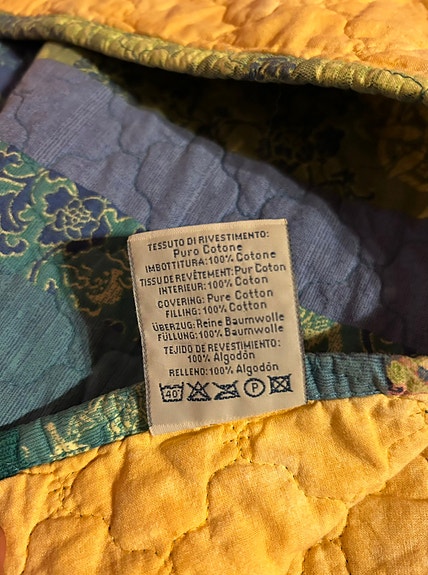 TESSUTO DI RIVESTIMENTO:
Puro Cotone
IMBOTTITURA: 100% Cotone
TISSU DE REVÊTEMENT: Pur Coton
INTERIEUR: 100% Coton
COVERING: Pure Cotton
FILLING: 100% Cotton
ÜBERZUG: Reine Baumwolle
FÜLLUNG: 100% Baumwolle
TEJIDO DE REVESTIMIENTO:
100% Algodón
RELLENO: 100% Algodón
40° P